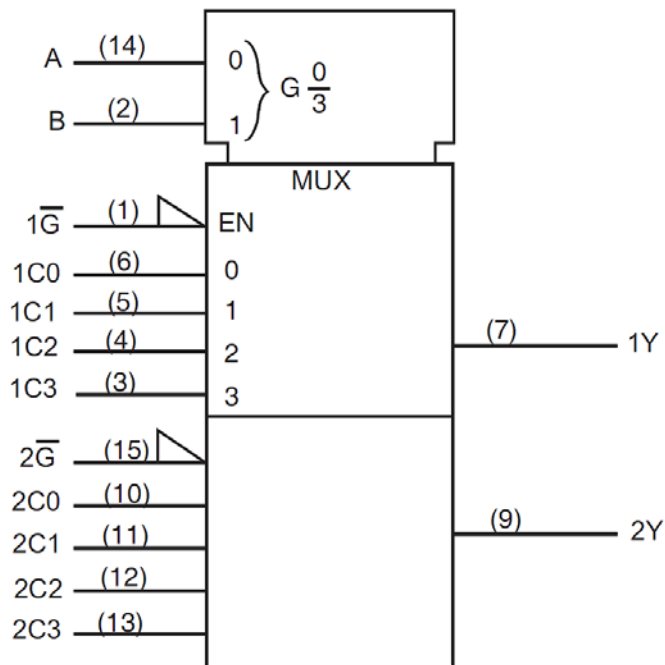 A (14) 0
G 0/3
B (2) 1
MUX
1G̅ (1) EN
1C0 (6) 0
1C1 (5) 1
1C2 (4) 2
(7) 1Y
1C3 (3) 3
2G̅ (15)
2C0 (10)
(9) 2Y
2C1 (11)
2C2 (12)
2C3 (13)